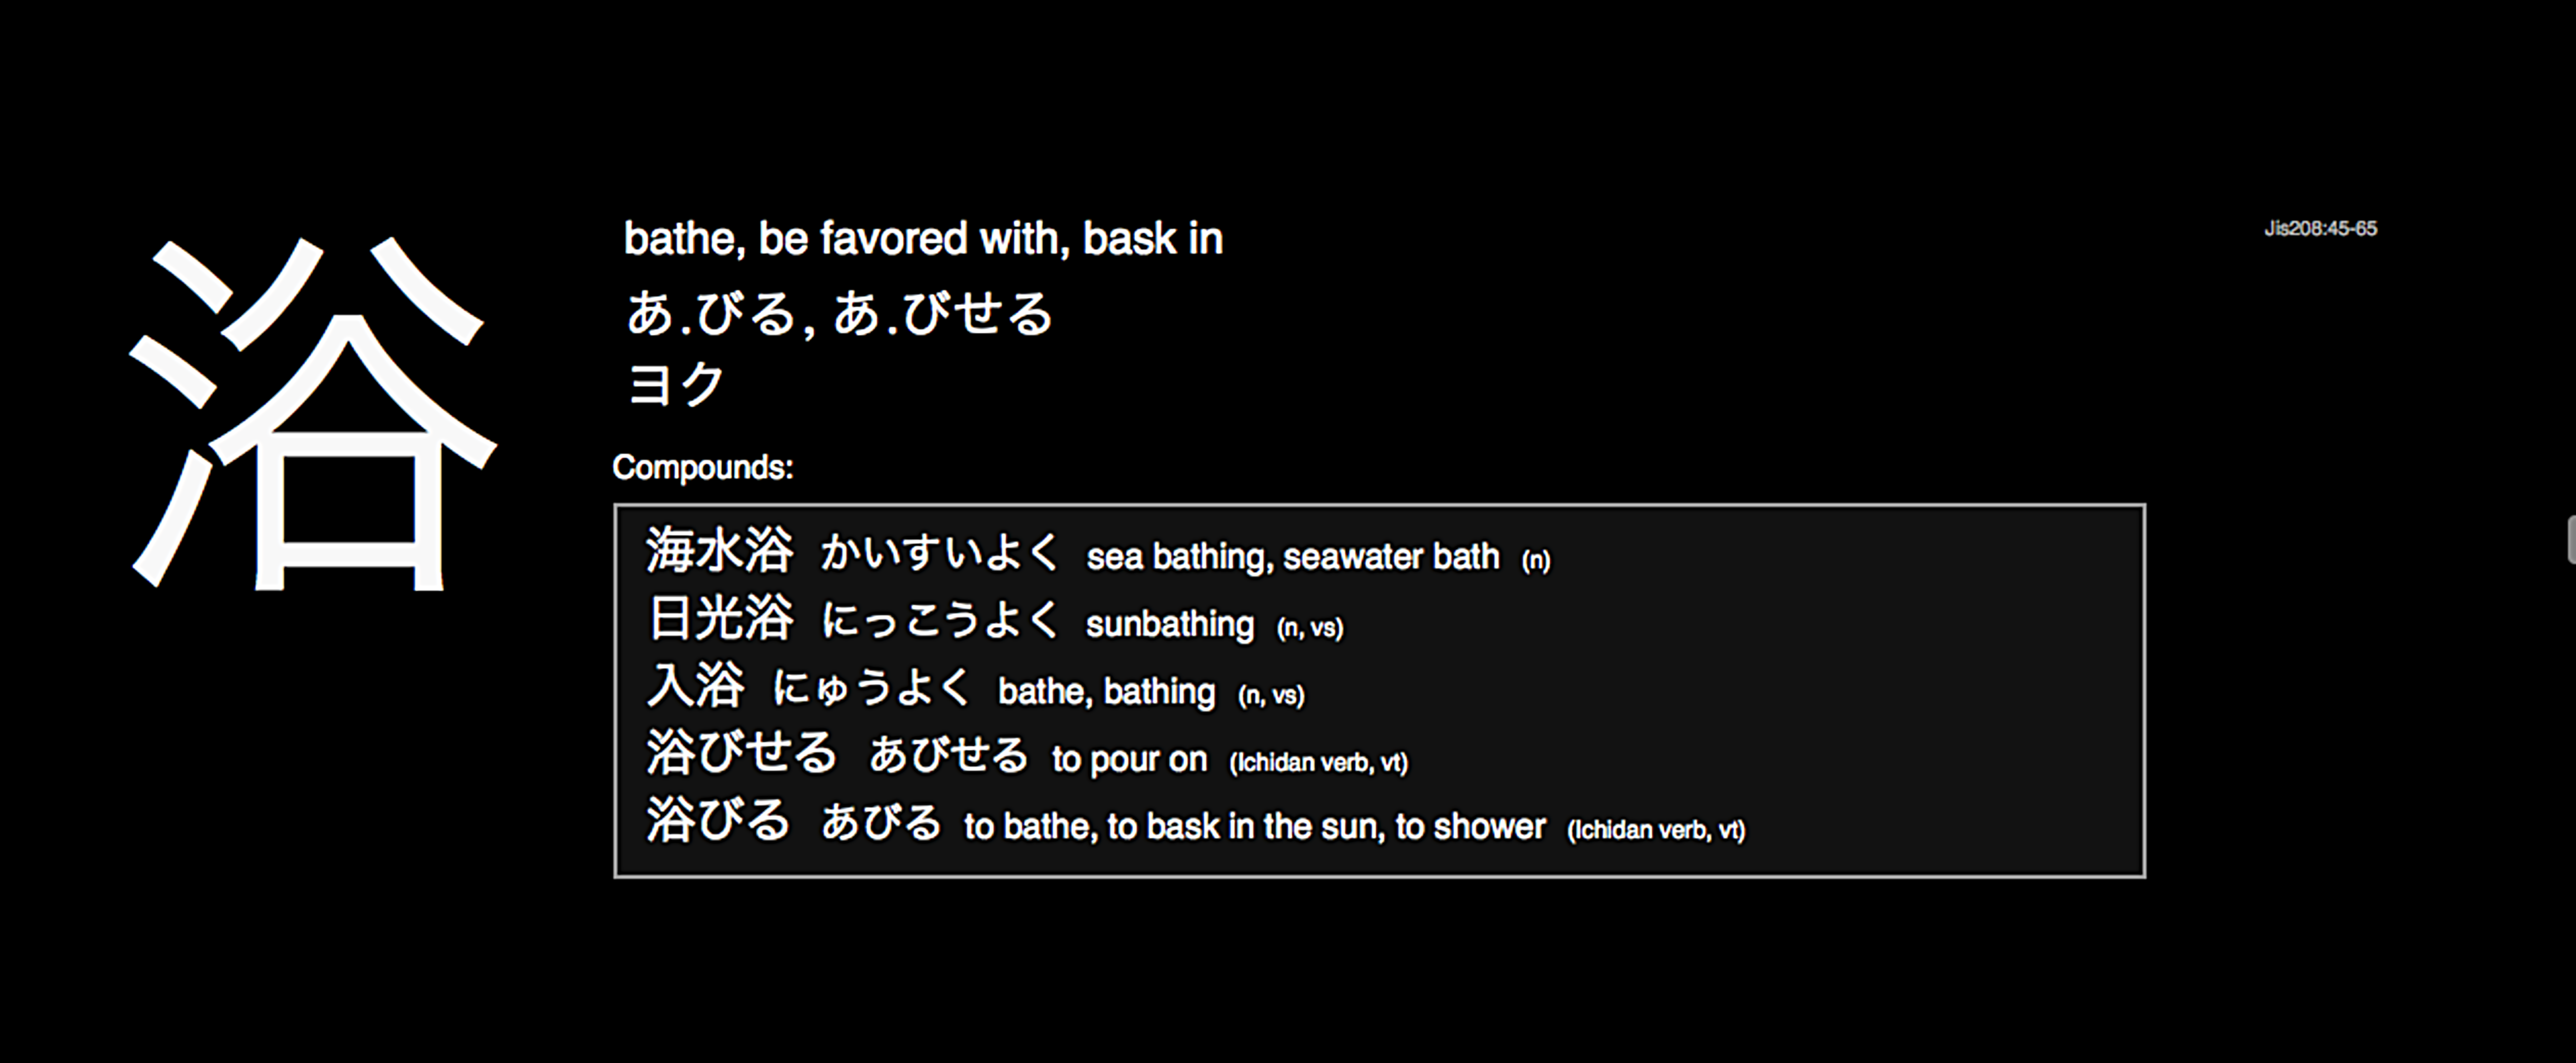 浴
bathe, be favored with, bask in
Jis208:45-65
あ.びる, あ.びせる
ヨク
Compounds:
海水浴 かいすいよく sea bathing, seawater bath (n)
日光浴 にっこうよく sunbathing (n, vs)
入浴 にゅうよく bathe, bathing (n, vs)
浴びせる あびせる to pour on (Ichidan verb, vt)
浴びる あびる to bathe, to bask in the sun, to shower (Ichidan verb, vt)